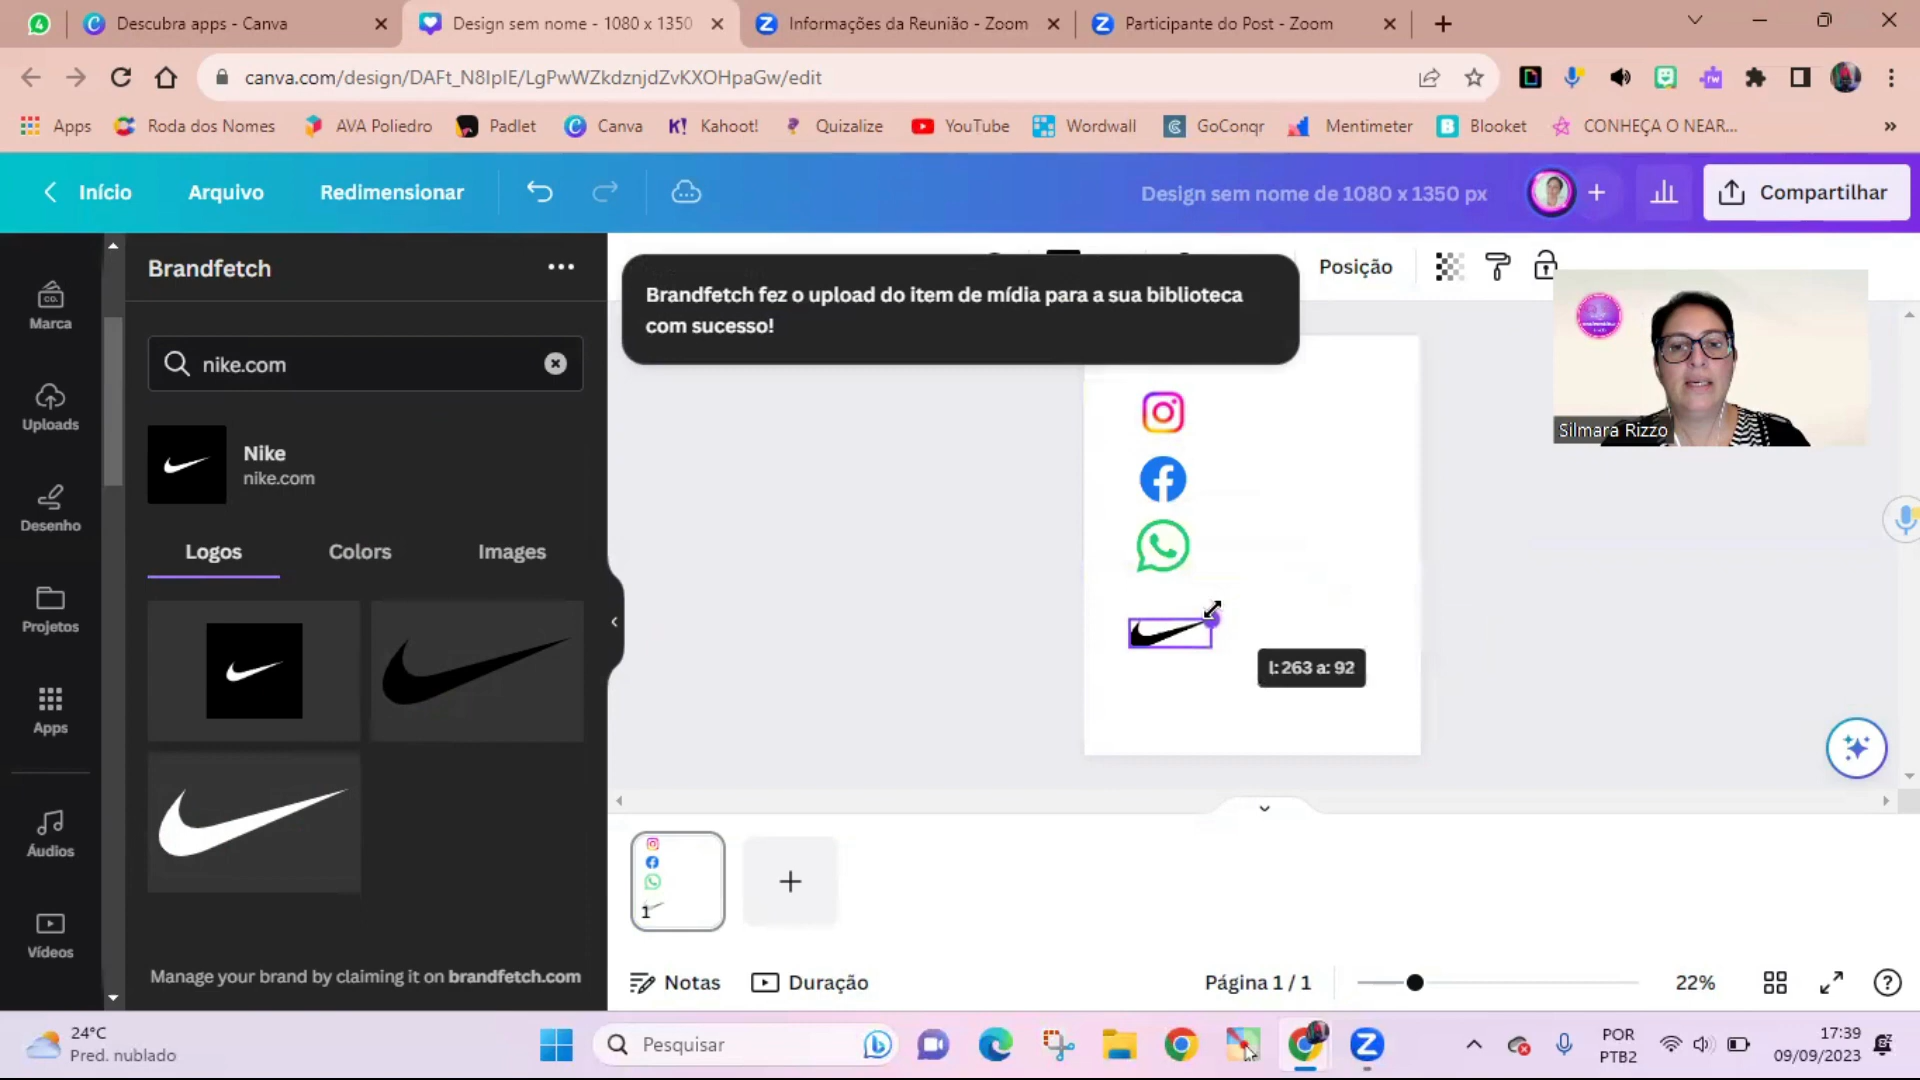 4
Descubra apps - Canva
Design sem nome - 1080 x 1350
Informações da Reunião - Zoom
Participante do Post - Zoom
canva.com/design/DAFt_N8IpIE/LgPwWZkdznjdZvKXOHpaGw/edit
Apps
Roda dos Nomes
AVA Poliedro
Padlet
Canva
Kahoot!
Quizalize
YouTube
Wordwall
GoConqr
Mentimeter
Blooket
CONHEÇA O NEAR...
Início
Arquivo
Redimensionar
Design sem nome de 1080 x 1350 px
Compartilhar
Marca
Uploads
Desenho
Projetos
Apps
Áudios
Vídeos
Brandfetch
nike.com
Nike
nike.com
Logos
Colors
Images
Manage your brand by claiming it on brandfetch.com
Brandfetch fez o upload do item de mídia para a sua biblioteca
com sucesso!
Posição
Silmara Rizzo
l: 263 a: 92
1
Notas
Duração
Página 1 / 1
22%
24°C
Pred. nublado
Pesquisar
POR
PTB2
17:39
09/09/2023